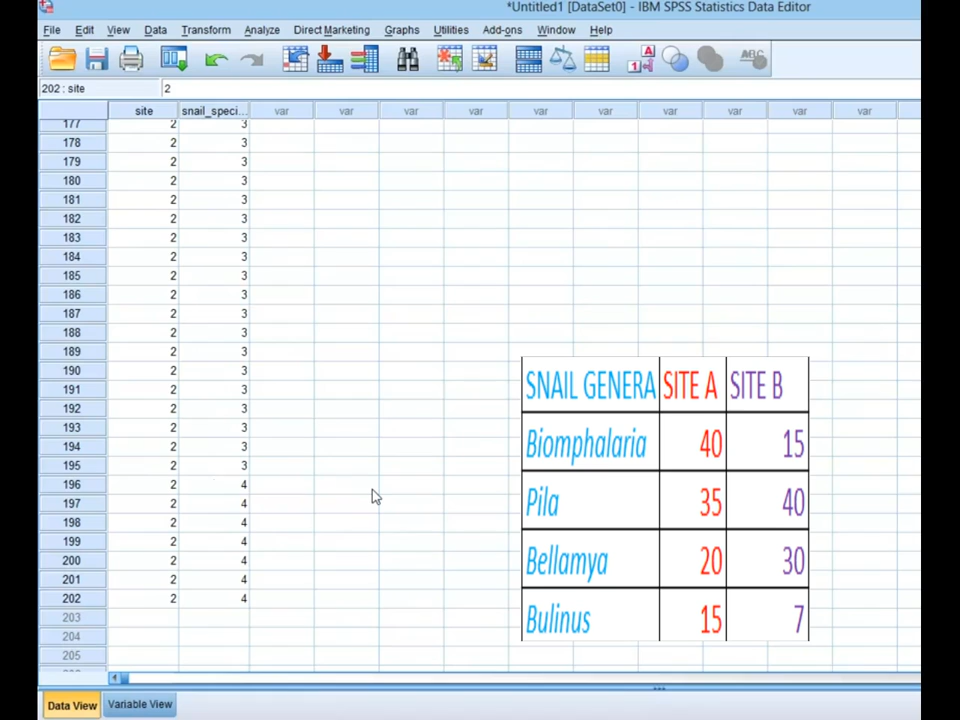 *Untitled1 [DataSet0] - IBM SPSS Statistics Data Editor
File Edit View Data Transform Analyze Direct Marketing Graphs Utilities Add-ons Window Help
202 : site 2
site snail_speci... var var var var var var var var var var
177 2 3
178 2 3
179 2 3
180 2 3
181 2 3
182 2 3
183 2 3
184 2 3
185 2 3
186 2 3
187 2 3
188 2 3
189 2 3
190 2 3
191 2 3
192 2 3
193 2 3
194 2 3
195 2 3
196 2 4
197 2 4
198 2 4
199 2 4
200 2 4
201 2 4
202 2 4
203
204
205
SNAIL GENERA SITE A SITE B
Biomphalaria 40 15
Pila 35 40
Bellamya 20 30
Bulinus 15 7
Data View Variable View